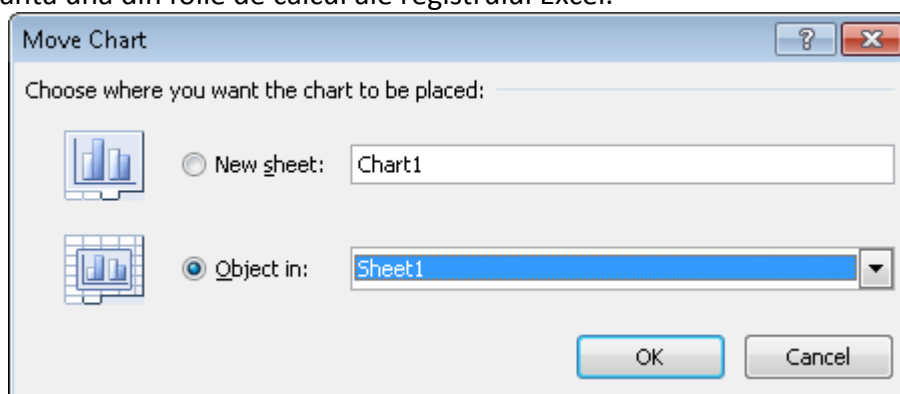 una din foile de calcul ale registrului Excel.
Move Chart
Choose where you want the chart to be placed:
New sheet: Chart1
Object in: Sheet1
OK Cancel